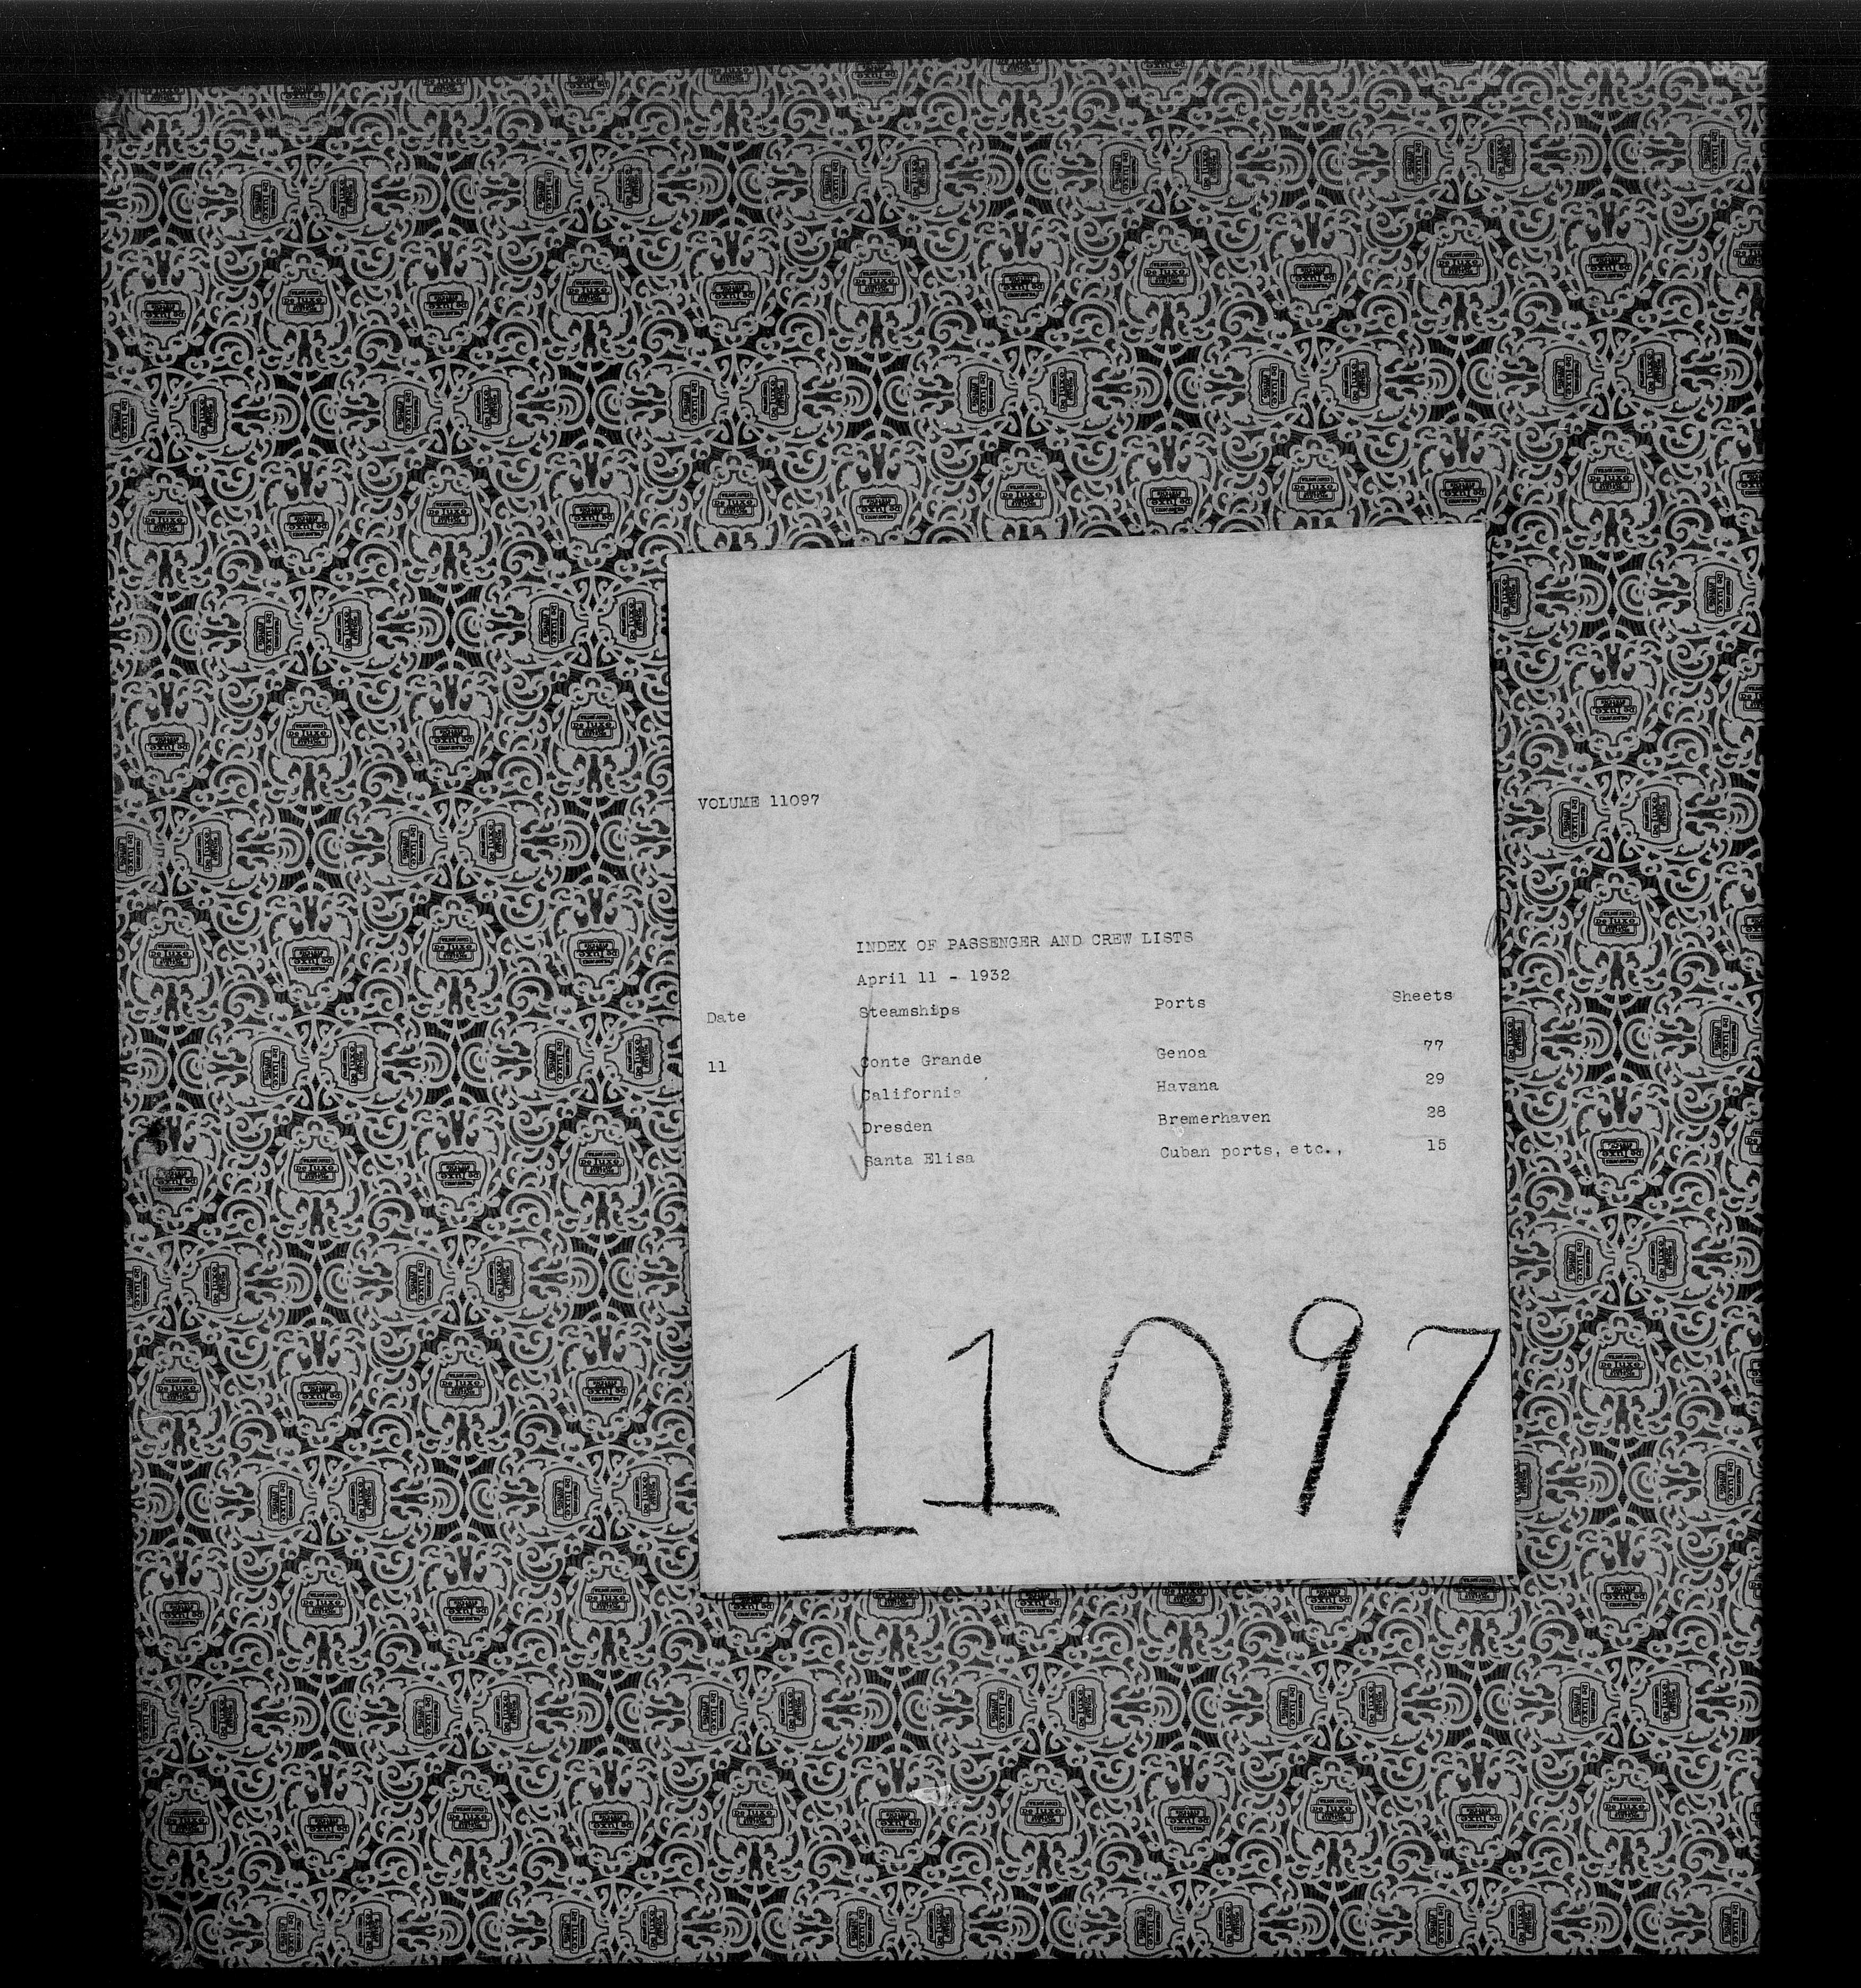 VOLUME 11097
INDEX OF PASSENGER AND CREW LISTS
April 11 - 1932
Date Steamships Ports Sheets
11 Conte Grande Genoa 77
California Havana 29
Dresden Bremerhaven 28
Santa Elisa Cuban ports, etc., 15
11097